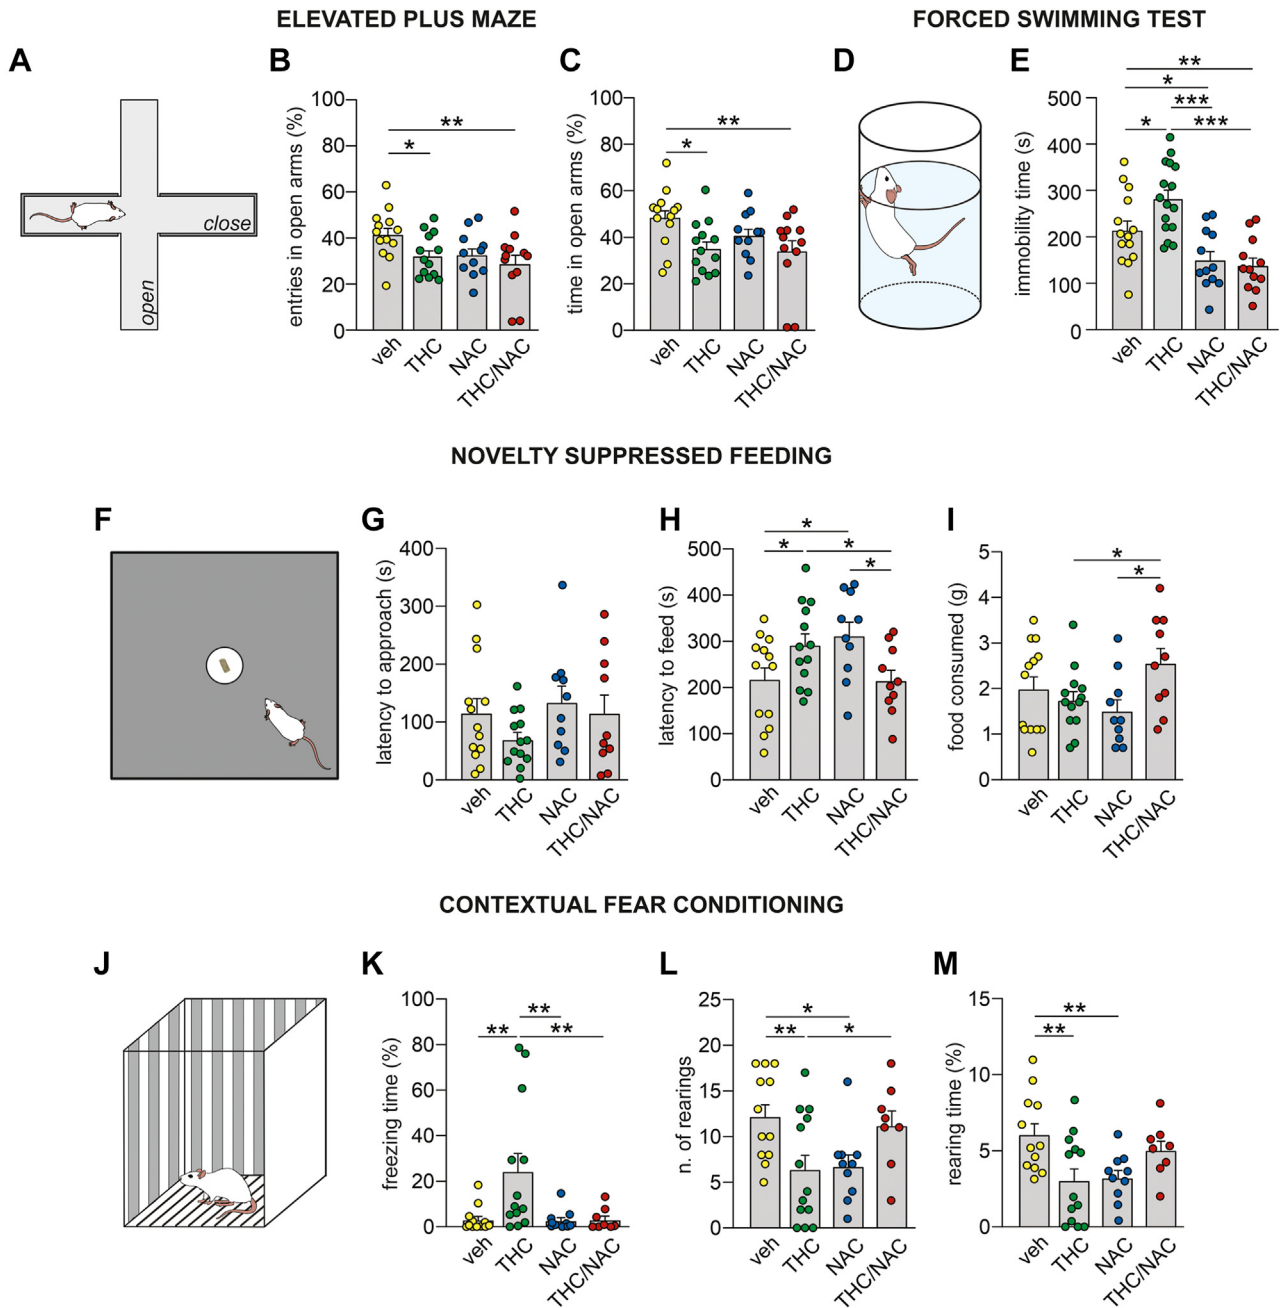 ELEVATED PLUS MAZE
FORCED SWIMMING TEST
A
close
open
B
**
*
entries in open arms (%)
100
80
60
40
20
0
veh
THC
NAC
THC/NAC
C
**
*
time in open arms (%)
100
80
60
40
20
0
veh
THC
NAC
THC/NAC
D
E
**
*
***
*
***
immobility time (s)
500
400
300
200
100
0
veh
THC
NAC
THC/NAC
NOVELTY SUPPRESSED FEEDING
F
G
latency to approach (s)
400
300
200
100
0
veh
THC
NAC
THC/NAC
H
*
*
*
*
latency to feed (s)
500
400
300
200
100
0
veh
THC
NAC
THC/NAC
I
*
*
food consumed (g)
5
4
3
2
1
0
veh
THC
NAC
THC/NAC
CONTEXTUAL FEAR CONDITIONING
J
K
**
**
**
freezing time (%)
100
80
60
40
20
0
veh
THC
NAC
THC/NAC
L
*
**
*
n. of rearings
25
20
15
10
5
0
veh
THC
NAC
THC/NAC
M
**
**
rearing time (%)
15
10
5
0
veh
THC
NAC
THC/NAC